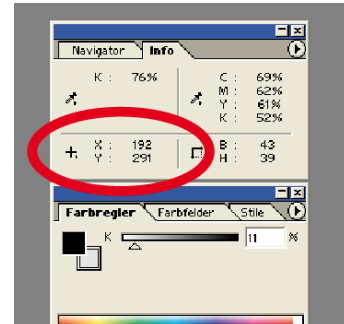 Navigator Info
K : 76% C : 69%
M : 62%
Y : 61%
K : 52%
X : 192 B : 43
Y : 291 H : 39
Farbregler Farbfelder Stile
K 11 %